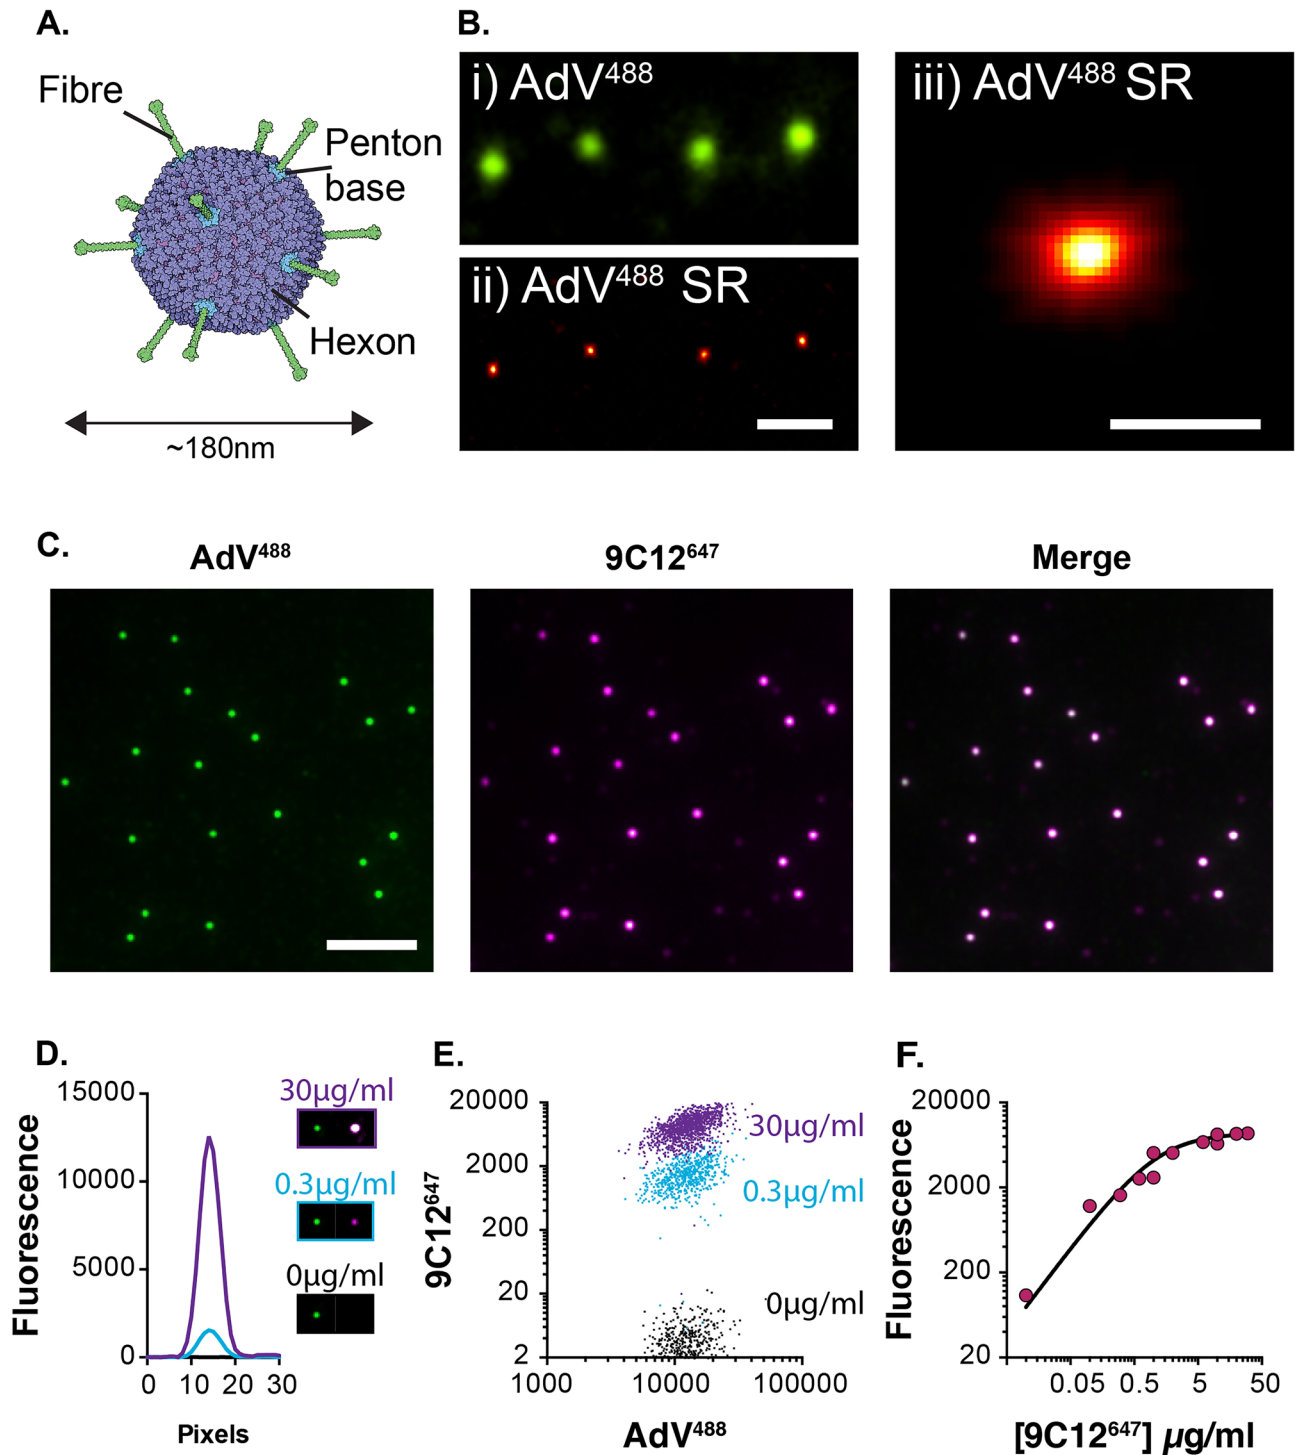 A.
Fibre
Penton
base
Hexon
~180nm
B.
i) AdV⁴⁸⁸
ii) AdV⁴⁸⁸ SR
iii) AdV⁴⁸⁸ SR
C.
AdV⁴⁸⁸
9C12⁶⁴⁷
Merge
D.
15000
10000
5000
0
Fluorescence
0 10 20 30
Pixels
30µg/ml
0.3µg/ml
0µg/ml
E.
20000
2000
200
20
2
9C12⁶⁴⁷
1000 10000 100000
AdV⁴⁸⁸
30µg/ml
0.3µg/ml
0µg/ml
F.
20000
2000
200
20
Fluorescence
0.05 0.5 5 50
[9C12⁶⁴⁷] µg/ml